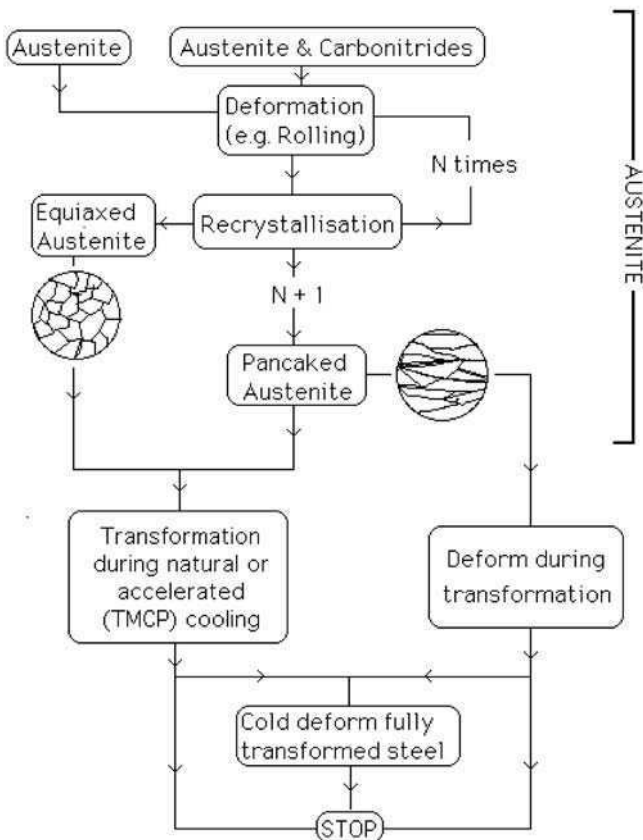 Austenite
Austenite & Carbonitrides
Deformation
(e.g. Rolling)
N times
Equiaxed
Austenite
Recrystallisation
N + 1
Pancaked
Austenite
AUSTENITE
Transformation
during natural or
accelerated
(TMCP) cooling
Deform during
transformation
Cold deform fully
transformed steel
STOP